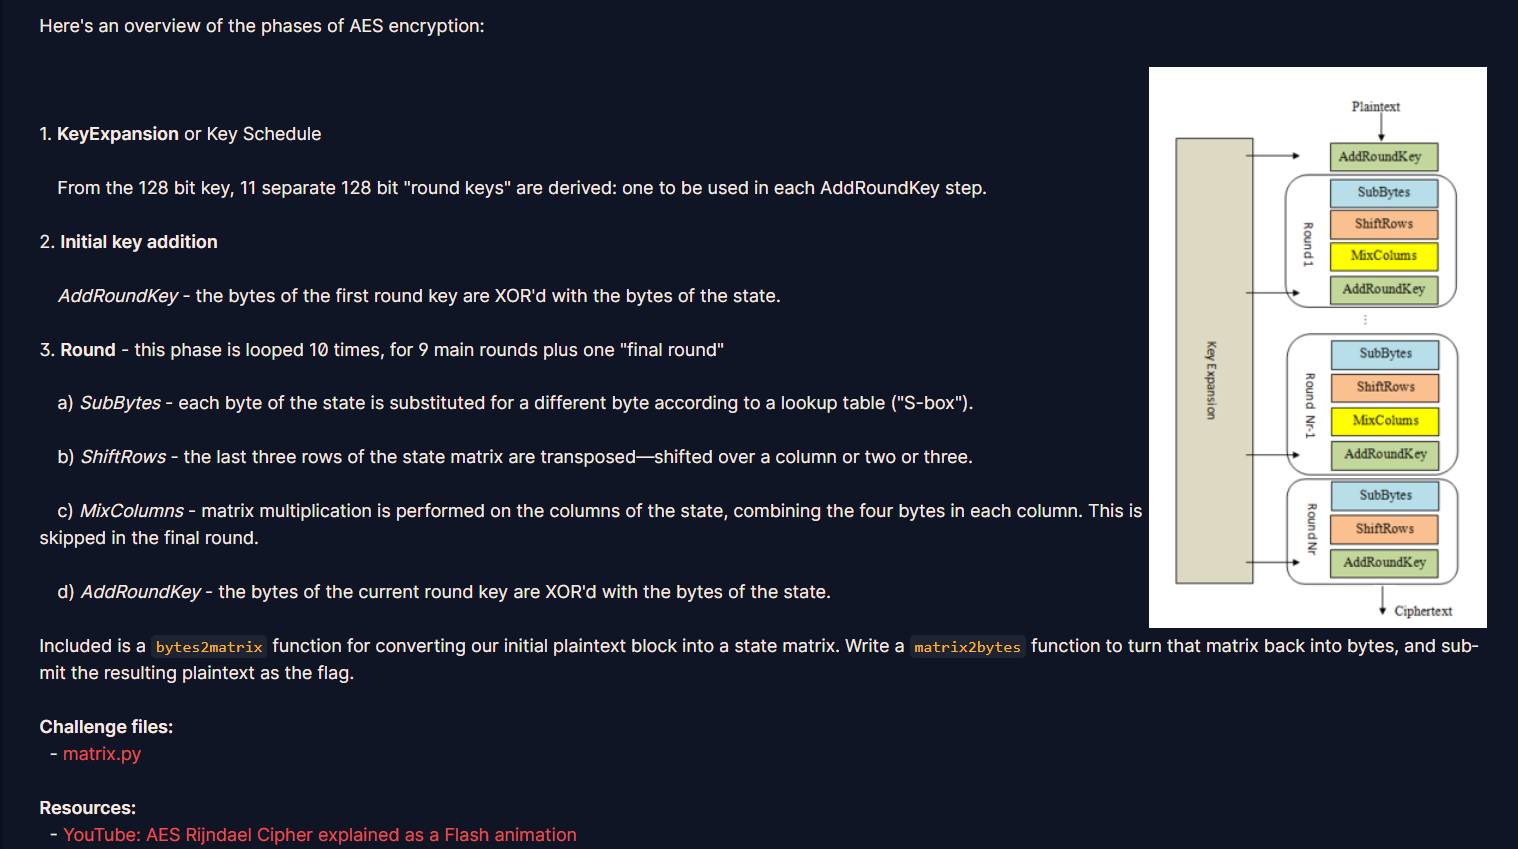 Here's an overview of the phases of AES encryption:
1. KeyExpansion or Key Schedule
From the 128 bit key, 11 separate 128 bit "round keys" are derived: one to be used in each AddRoundKey step.
2. Initial key addition
AddRoundKey - the bytes of the first round key are XOR'd with the bytes of the state.
3. Round - this phase is looped 10 times, for 9 main rounds plus one "final round"
a) SubBytes - each byte of the state is substituted for a different byte according to a lookup table ("S-box").
b) ShiftRows - the last three rows of the state matrix are transposed—shifted over a column or two or three.
c) MixColumns - matrix multiplication is performed on the columns of the state, combining the four bytes in each column. This is
skipped in the final round.
d) AddRoundKey - the bytes of the current round key are XOR'd with the bytes of the state.
Plaintext
AddRoundKey
SubBytes
ShiftRows
MixColums
AddRoundKey
Round 1
⋮
Key Expansion
SubBytes
ShiftRows
MixColums
AddRoundKey
Round Nr-1
SubBytes
ShiftRows
AddRoundKey
Round Nr
Ciphertext
Included is a bytes2matrix function for converting our initial plaintext block into a state matrix. Write a matrix2bytes function to turn that matrix back into bytes, and sub-
mit the resulting plaintext as the flag.
Challenge files:
- matrix.py
Resources:
- YouTube: AES Rijndael Cipher explained as a Flash animation